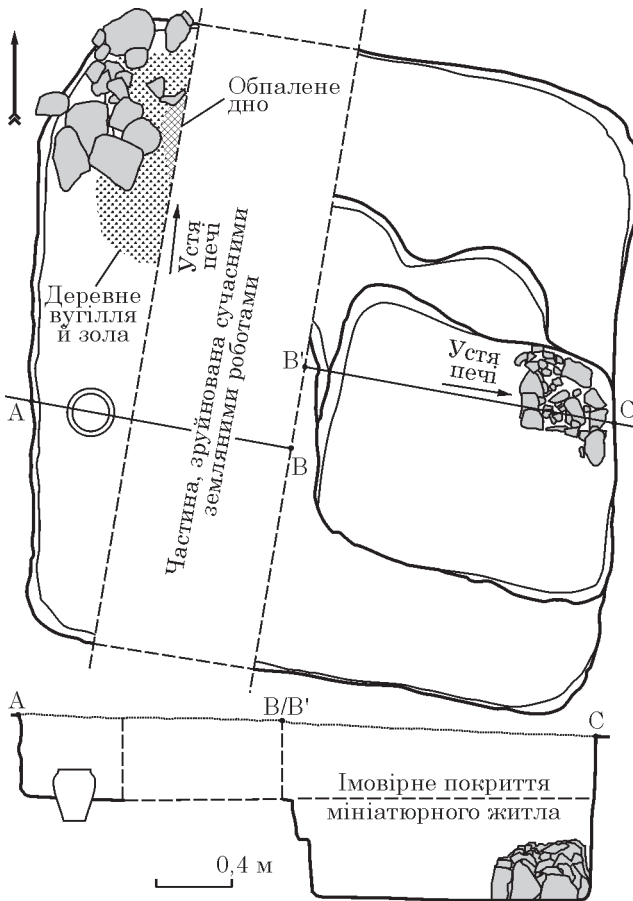 Обпалене
дно
Устя
печі
Деревне
вугілля
й зола
Частина, зруйнована сучасними
земляними роботами
B'
Устя
печі
A
C
B
A
B/B'
C
Імовірне покриття
мініатюрного житла
0,4 м